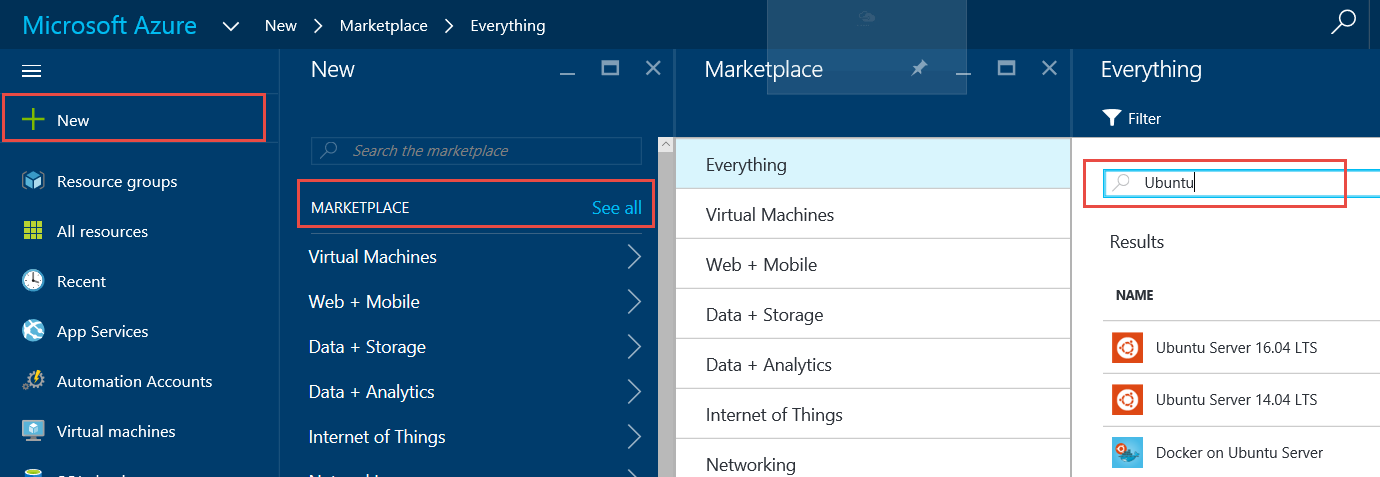 Microsoft Azure New Marketplace Everything
New
Resource groups
All resources
Recent
App Services
Automation Accounts
Virtual machines
New
Search the marketplace
MARKETPLACE See all
Virtual Machines
Web + Mobile
Data + Storage
Data + Analytics
Internet of Things
Marketplace
Everything
Virtual Machines
Web + Mobile
Data + Storage
Data + Analytics
Internet of Things
Networking
Everything
Filter
Ubuntu
Results
NAME
Ubuntu Server 16.04 LTS
Ubuntu Server 14.04 LTS
Docker on Ubuntu Server